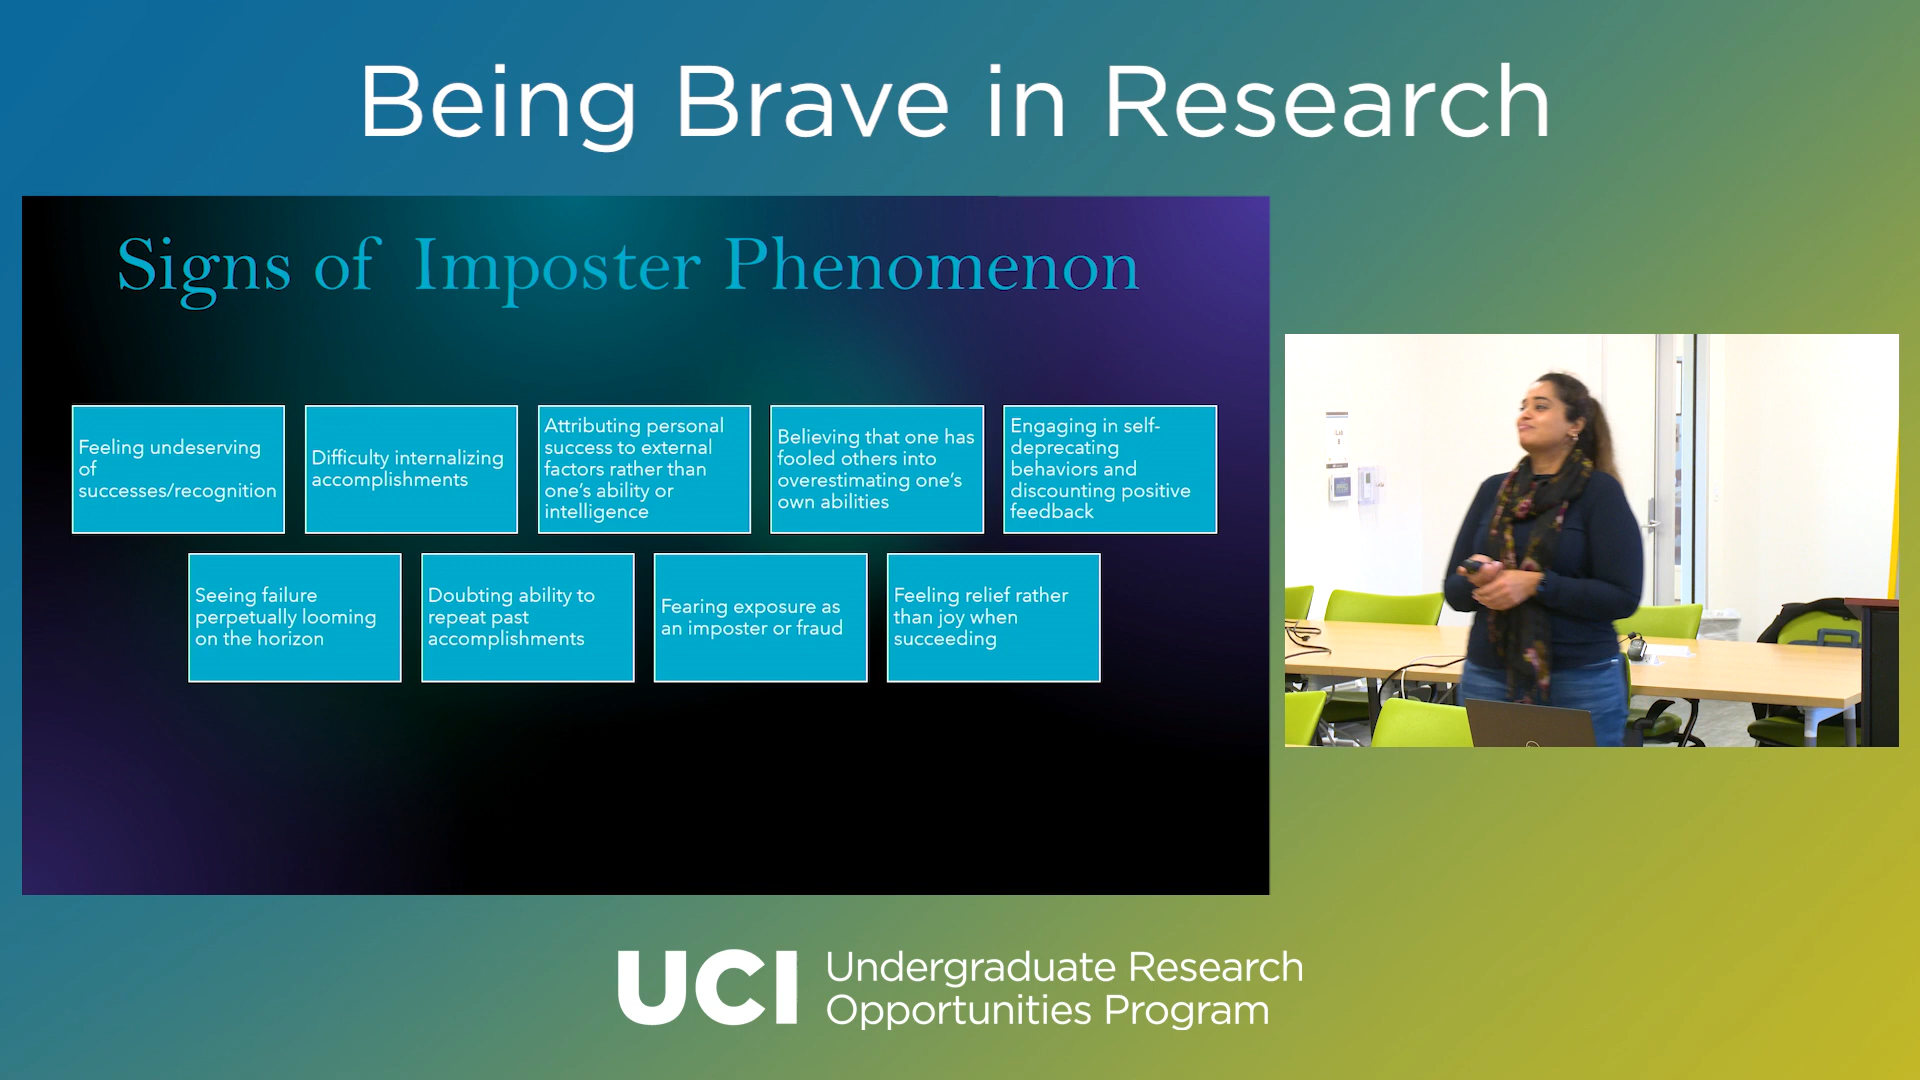 Being Brave in Research
Signs of Imposter Phenomenon
Feeling undeserving
of
successes/recognition
Difficulty internalizing
accomplishments
Attributing personal
success to external
factors rather than
one's ability or
intelligence
Believing that one has
fooled others into
overestimating one's
own abilities
Engaging in self-
deprecating
behaviors and
discounting positive
feedback
Seeing failure
perpetually looming
on the horizon
Doubting ability to
repeat past
accomplishments
Fearing exposure as
an imposter or fraud
Feeling relief rather
than joy when
succeeding
UCI Undergraduate Research
Opportunities Program